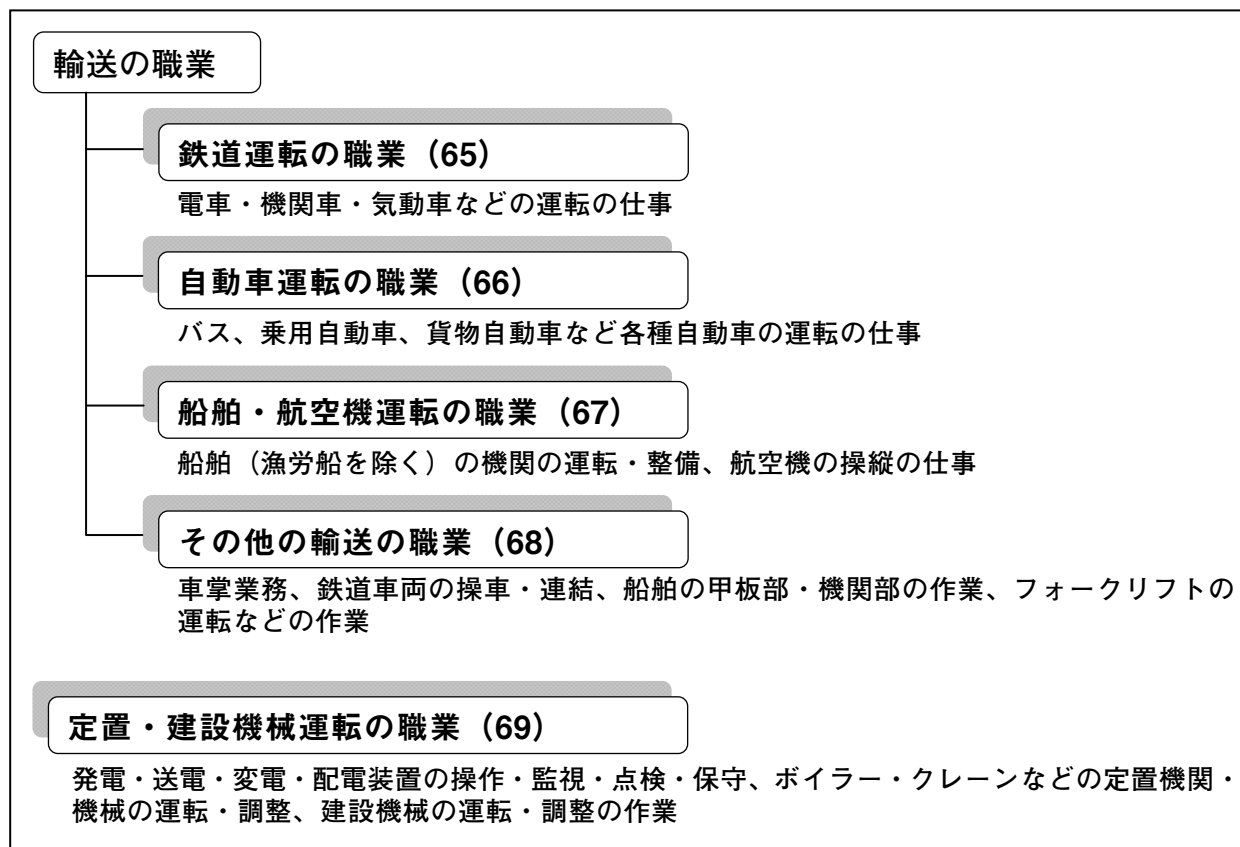 輸送の職業
鉄道運転の職業（65）
電車・機関車・気動車などの運転の仕事
自動車運転の職業（66）
バス、乗用自動車、貨物自動車など各種自動車の運転の仕事
船舶・航空機運転の職業（67）
船舶（漁労船を除く）の機関の運転・整備、航空機の操縦の仕事
その他の輸送の職業（68）
車掌業務、鉄道車両の操車・連結、船舶の甲板部・機関部の作業、フォークリフトの
運転などの作業
定置・建設機械運転の職業（69）
発電・送電・変電・配電装置の操作・監視・点検・保守、ボイラー・クレーンなどの定置機関・
機械の運転・調整、建設機械の運転・調整の作業